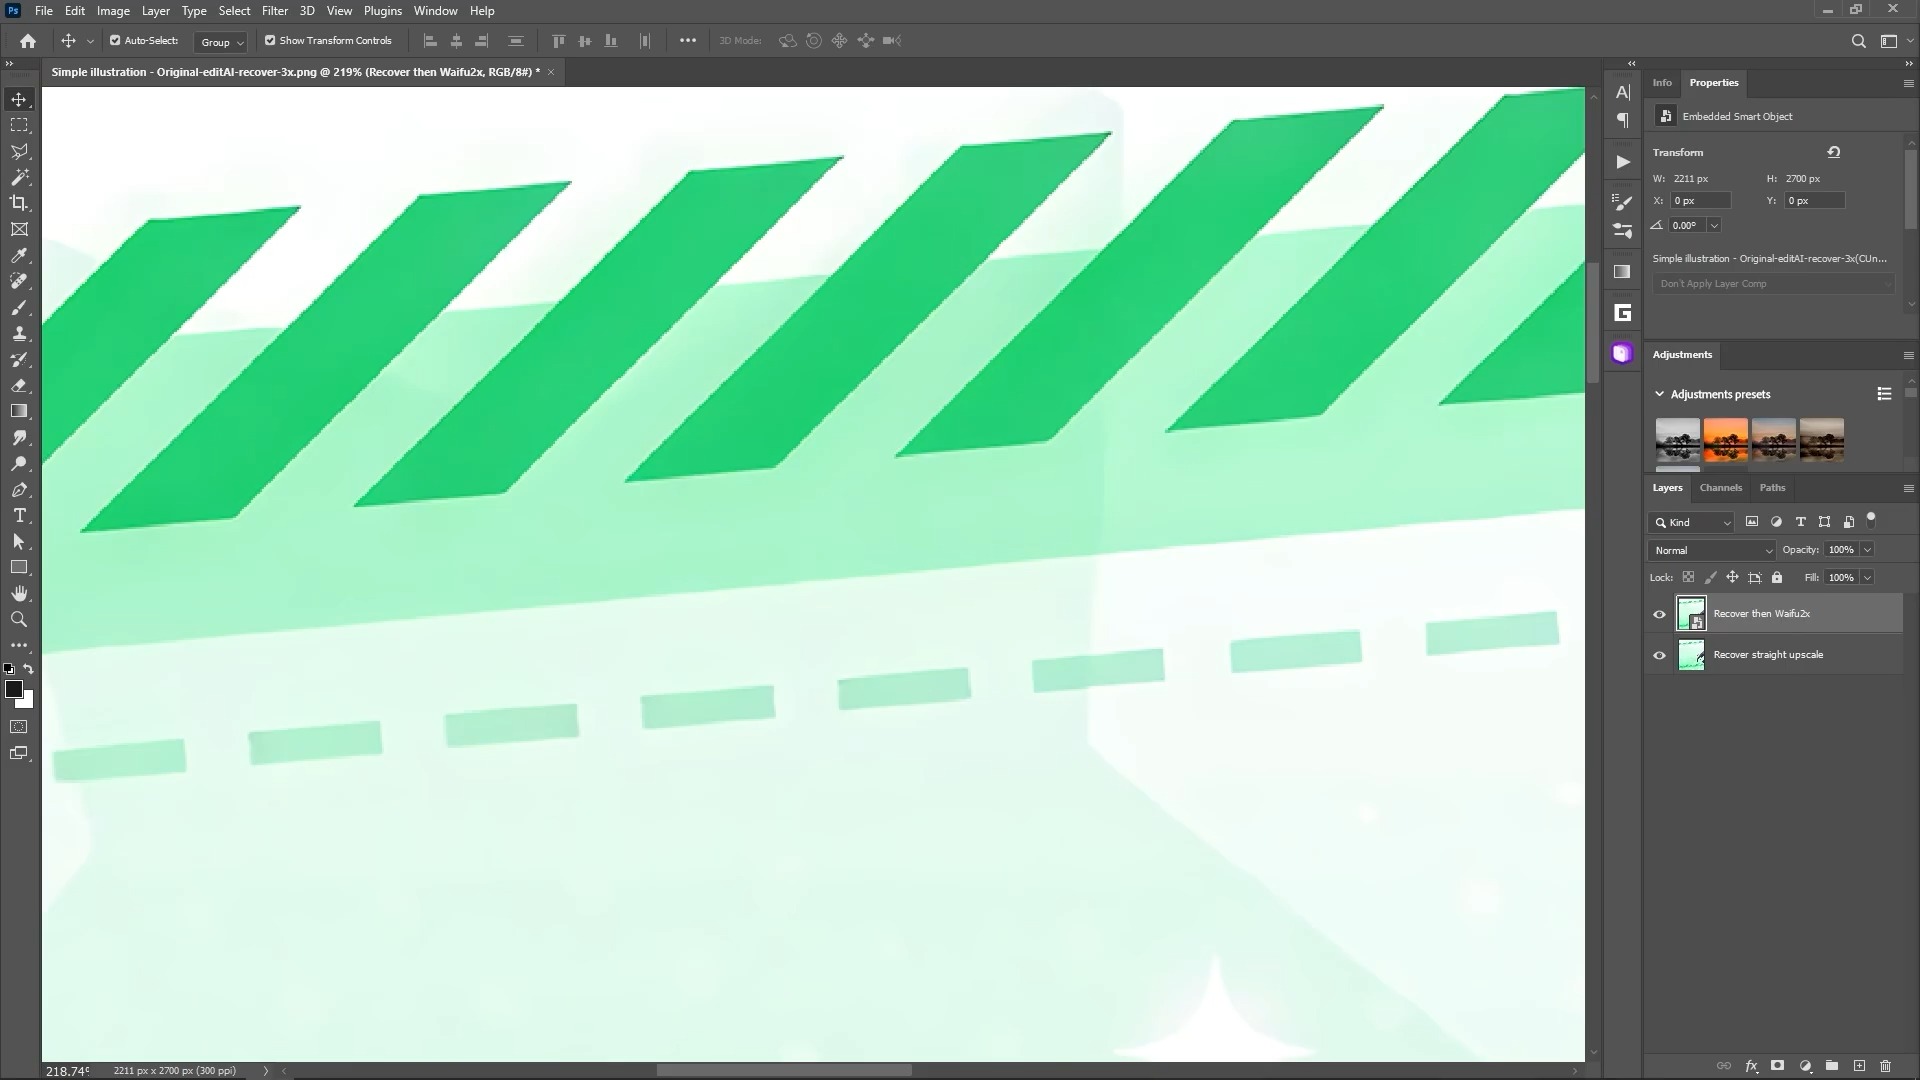 Ps File Edit Image Layer Type Select Filter 3D View Plugins Window Help
Auto-Select: Group Show Transform Controls 3D Mode:
Simple illustration - Original-editAI-recover-3x.png @ 219% (Recover then Waifu2x, RGB/8#) *
Info Properties
Embedded Smart Object
Transform
W: 2211 px H: 2700 px
X: 0 px Y: 0 px
0.00°
Simple illustration - Original-editAI-recover-3x(CUn...
Don't Apply Layer Comp
Adjustments
Adjustments presets
Layers Channels Paths
Kind
Normal Opacity: 100%
Lock: Fill: 100%
Recover then Waifu2x
Recover straight upscale
218.74% 2211 px x 2700 px (300 ppi)